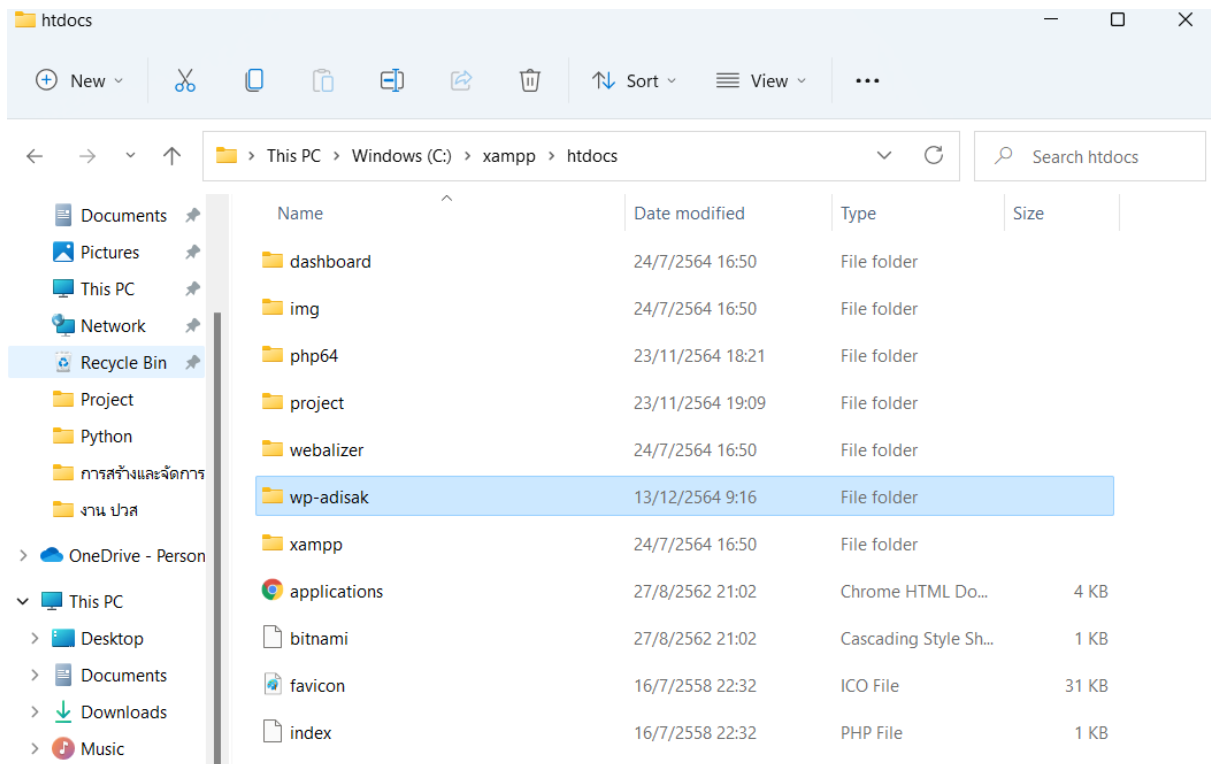 htdocs
New
Sort
View
This PC > Windows (C:) > xampp > htdocs
Search htdocs
Documents
Pictures
This PC
Network
Recycle Bin
Project
Python
การสร้างและจัดการ
งาน ปวส
OneDrive - Person
This PC
Desktop
Documents
Downloads
Music
Name Date modified Type Size
dashboard 24/7/2564 16:50 File folder
img 24/7/2564 16:50 File folder
php64 23/11/2564 18:21 File folder
project 23/11/2564 19:09 File folder
webalizer 24/7/2564 16:50 File folder
wp-adisak 13/12/2564 9:16 File folder
xampp 24/7/2564 16:50 File folder
applications 27/8/2562 21:02 Chrome HTML Do... 4 KB
bitnami 27/8/2562 21:02 Cascading Style Sh... 1 KB
favicon 16/7/2558 22:32 ICO File 31 KB
index 16/7/2558 22:32 PHP File 1 KB